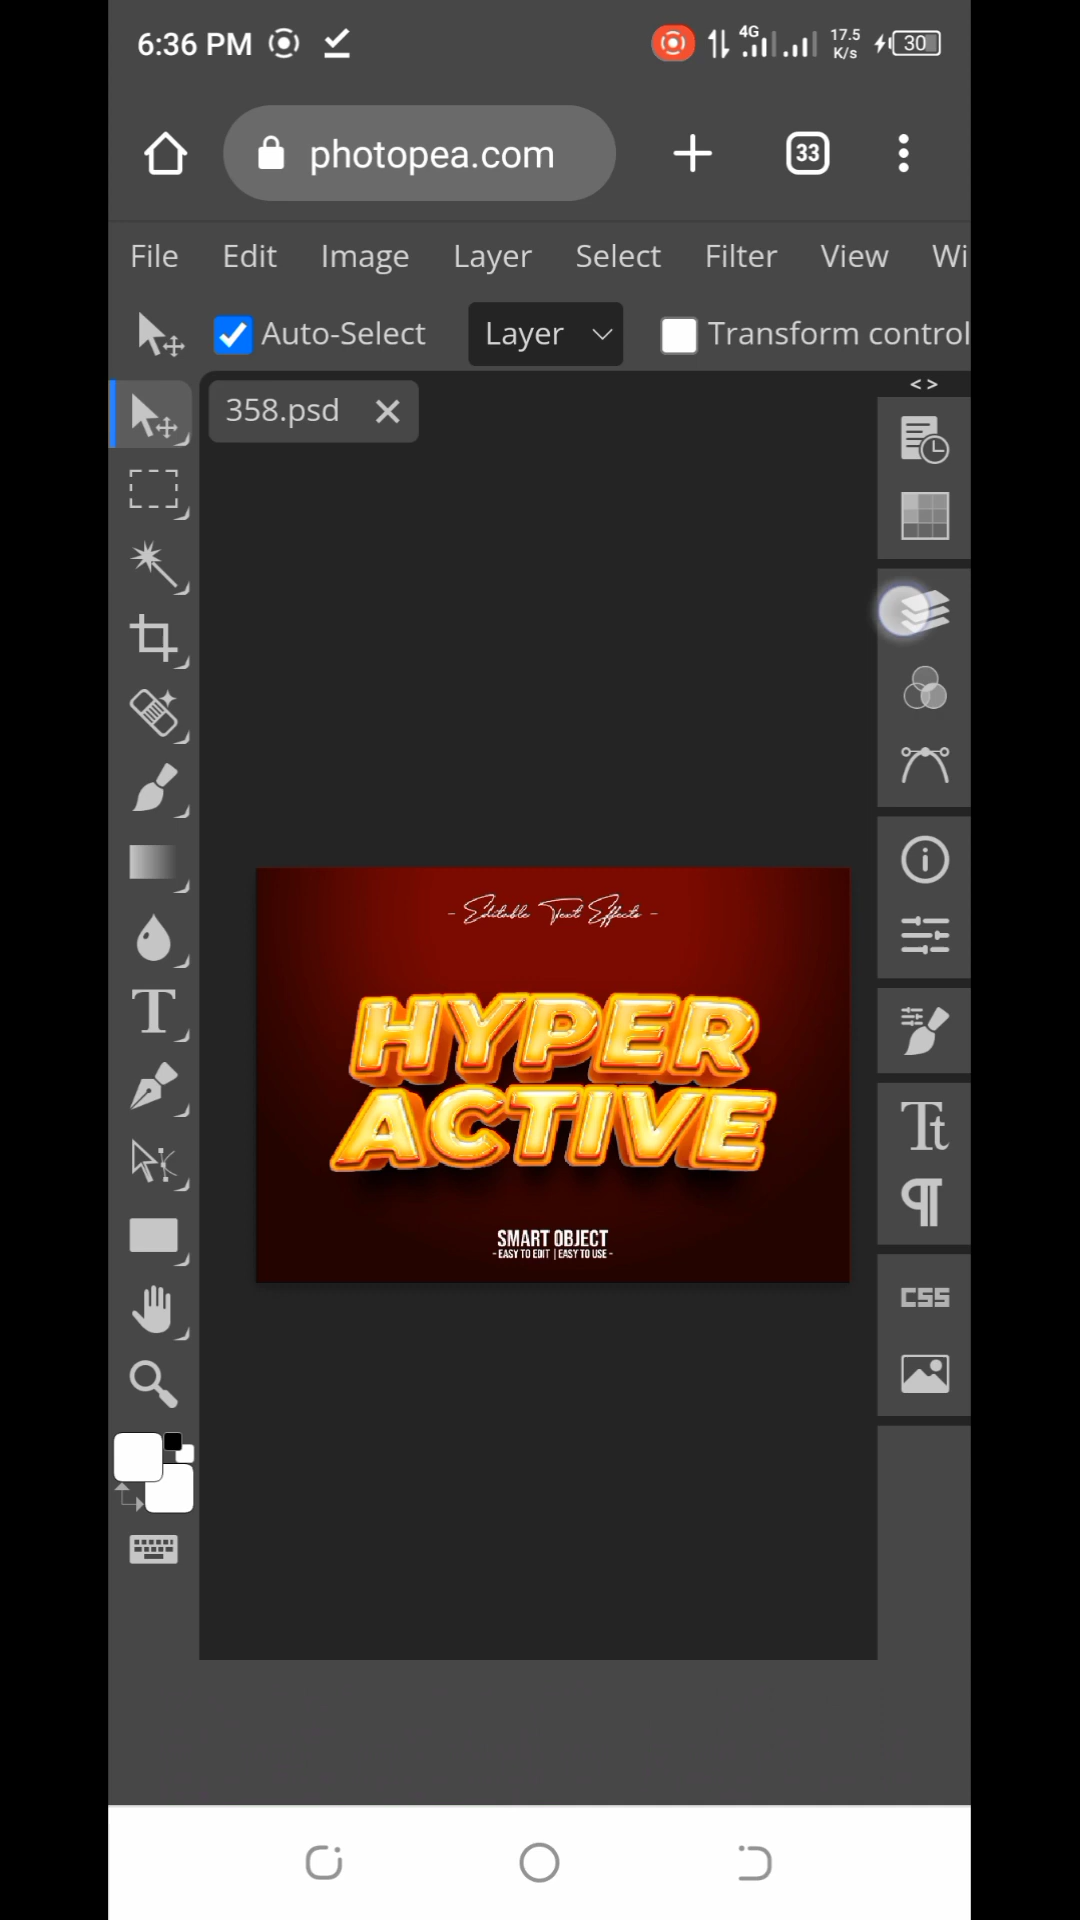 6:36 PM 4G 17.5 K/s 30
photopea.com 33
File Edit Image Layer Select Filter View Wi
Auto-Select Layer Transform control
358.psd
< >
- Editable Text Effects -
HYPER
ACTIVE
SMART OBJECT
- EASY TO EDIT | EASY TO USE -
T
Tt
¶
CSS